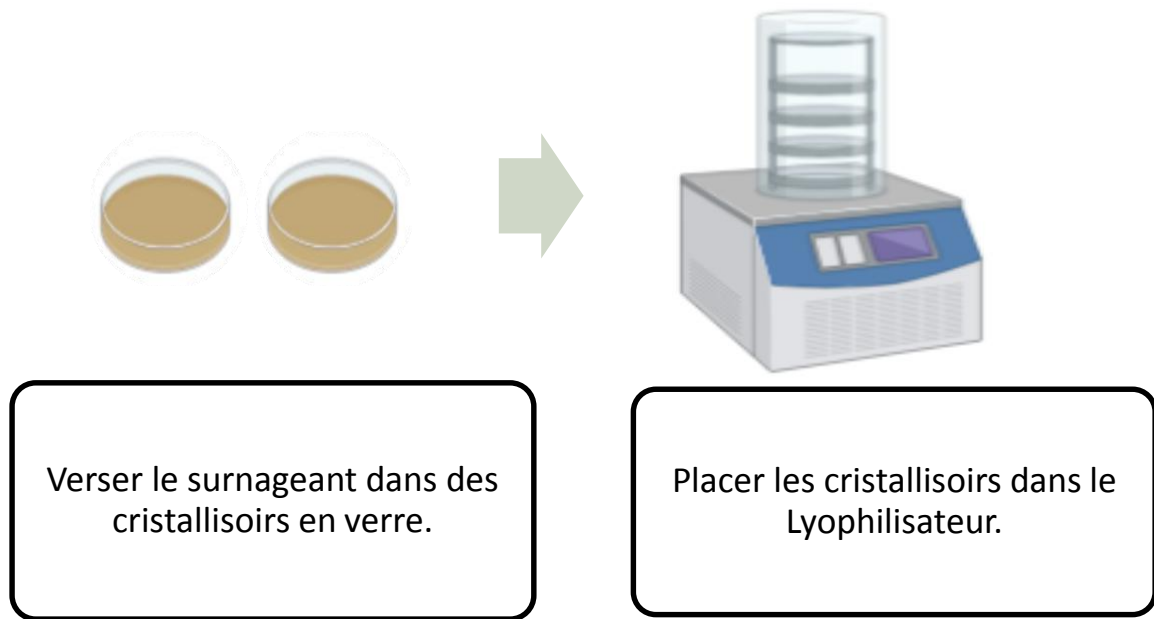 Verser le surnageant dans des
cristallisoirs en verre.
Placer les cristallisoirs dans le
Lyophilisateur.